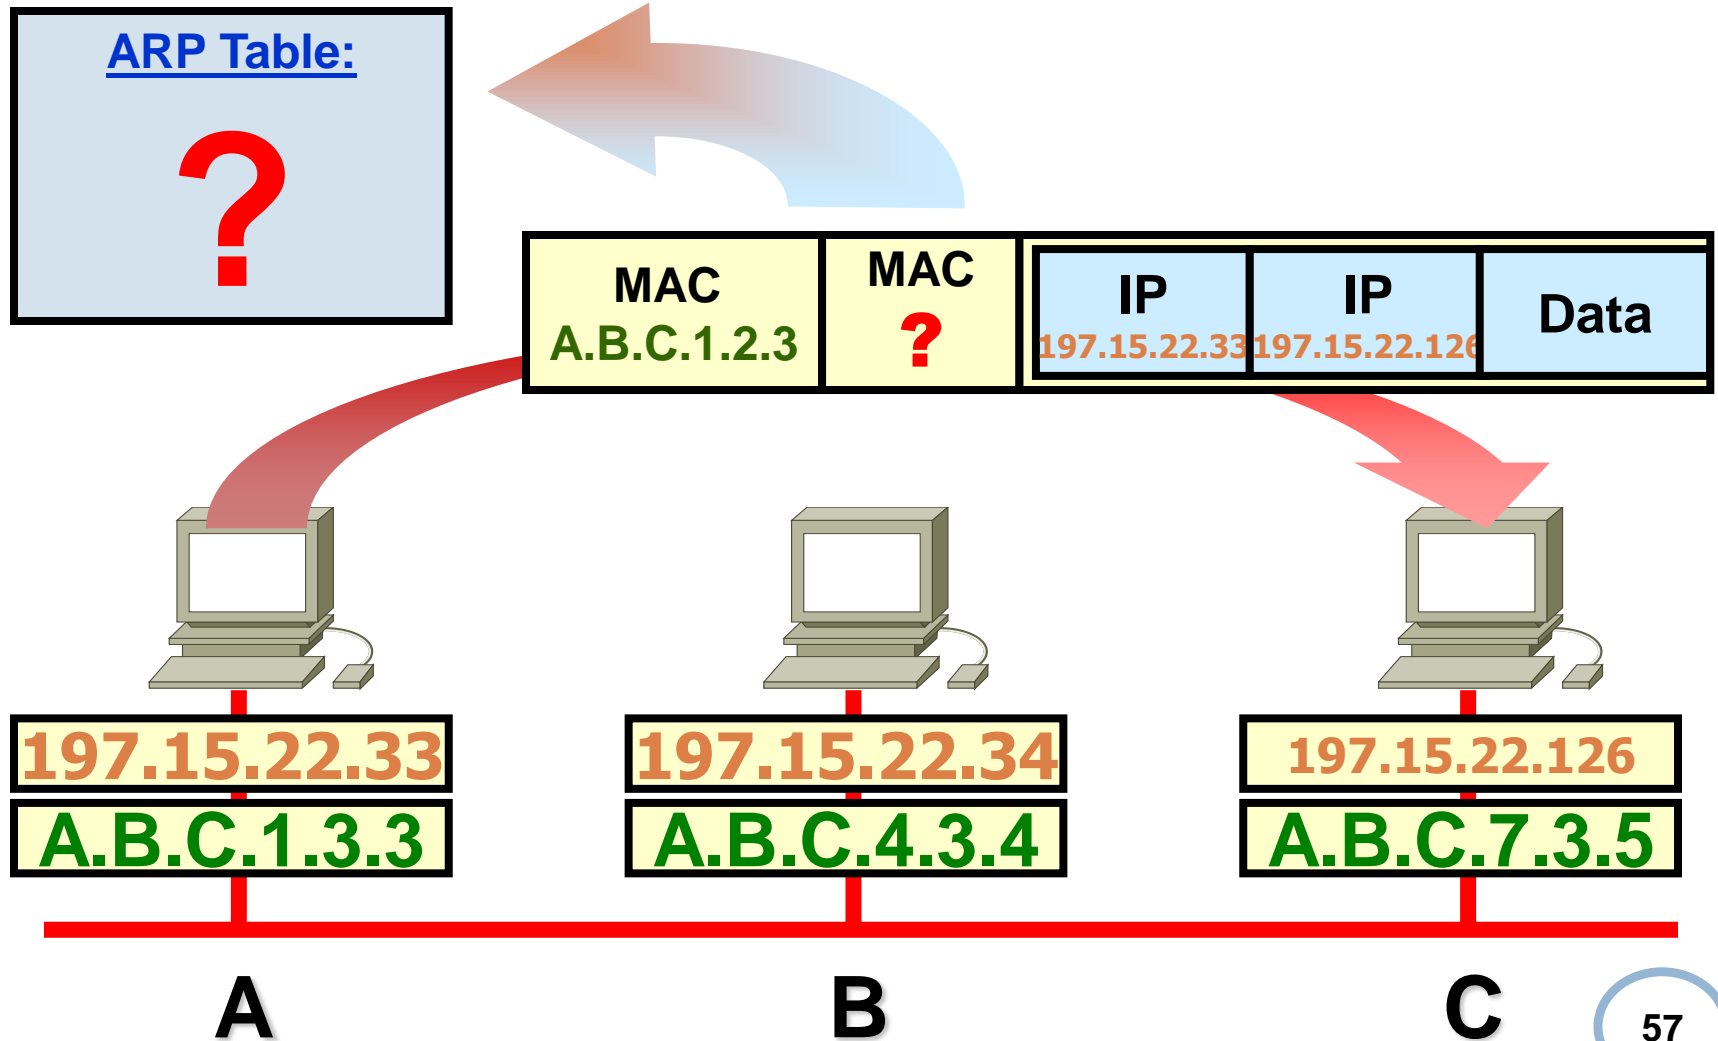 ARP Table:
?
MAC
A.B.C.1.2.3
MAC
?
IP
197.15.22.33
IP
197.15.22.126
Data
197.15.22.33
A.B.C.1.3.3
197.15.22.34
A.B.C.4.3.4
197.15.22.126
A.B.C.7.3.5
A
B
C
57